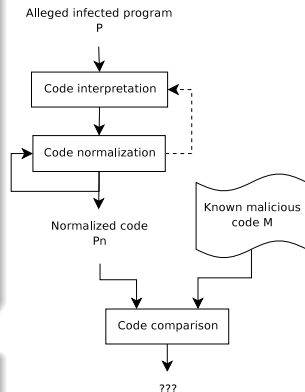 Alleged infected program
P
Code interpretation
Code normalization
Normalized code
Pn
Known malicious
code M
Code comparison
???